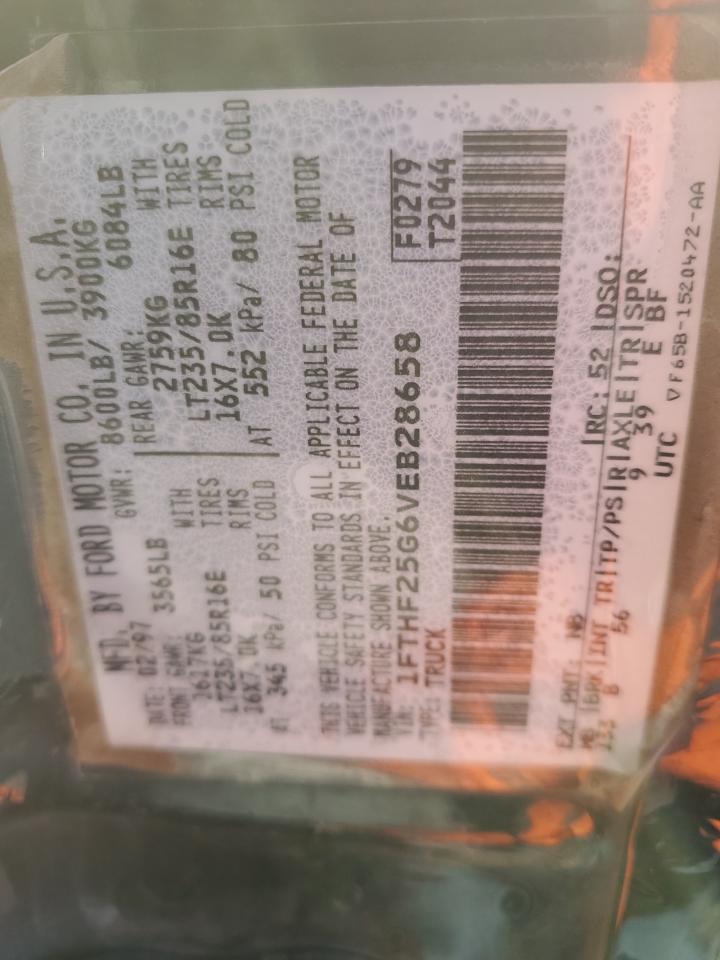 MFD. BY FORD MOTOR CO. IN U.S.A.
DATE: 02/97 GVWR: 8600LB/ 3900KG
FRONT GAWR: 3565LB REAR GAWR: 6084LB
1617KG WITH 2759KG WITH
LT235/85R16E TIRES LT235/85R16E TIRES
16X7.0K RIMS 16X7.0K RIMS
AT 345 kPa/ 50 PSI COLD AT 552 kPa/ 80 PSI COLD
THIS VEHICLE CONFORMS TO ALL APPLICABLE FEDERAL MOTOR
VEHICLE SAFETY STANDARDS IN EFFECT ON THE DATE OF
MANUFACTURE SHOWN ABOVE.
VIN: 1FTHF25G6VEB28658 F0279
TYPE: TRUCK T2044
EXT PNT: NB RC: 52 DSO:
WB BRK INT TR TP/PS R AXLE TR SPR
133 B 56 9 39 E BF
UTC
▽F65B-1520472-AA